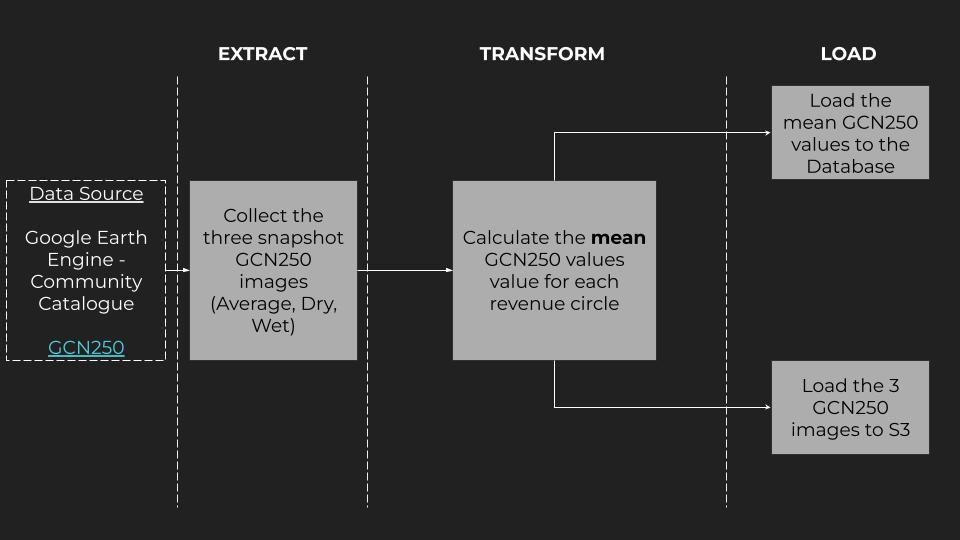 EXTRACT
TRANSFORM
LOAD
Data Source
Google Earth
Engine -
Community
Catalogue
GCN250
Collect the
three snapshot
GCN250
images
(Average, Dry,
Wet)
Calculate the mean
GCN250 values
value for each
revenue circle
Load the
mean GCN250
values to the
Database
Load the 3
GCN250
images to S3